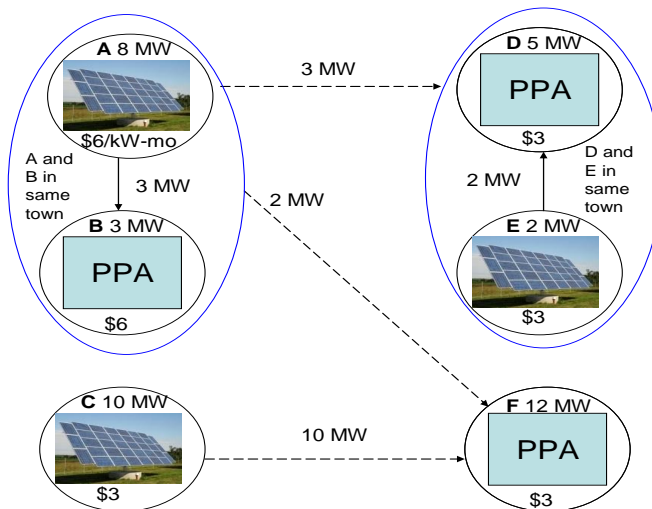 A 8 MW
$6/kW-mo
A and
B in
same
town
3 MW
B 3 MW
PPA
$6
3 MW
2 MW
D 5 MW
PPA
$3
2 MW
D and
E in
same
town
E 2 MW
$3
C 10 MW
$3
10 MW
F 12 MW
PPA
$3